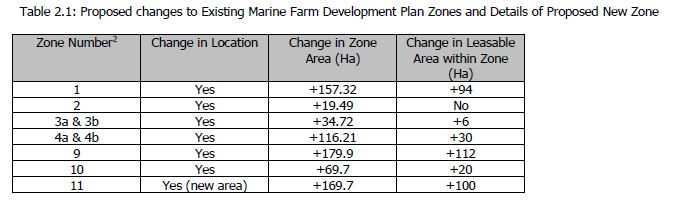 Table 2.1: Proposed changes to Existing Marine Farm Development Plan Zones and Details of Proposed New Zone
Zone Number² Change in Location Change in Zone Area (Ha) Change in Leasable Area within Zone (Ha)
1 Yes +157.32 +94
2 Yes +19.49 No
3a & 3b Yes +34.72 +6
4a & 4b Yes +116.21 +30
9 Yes +179.9 +112
10 Yes +69.7 +20
11 Yes (new area) +169.7 +100